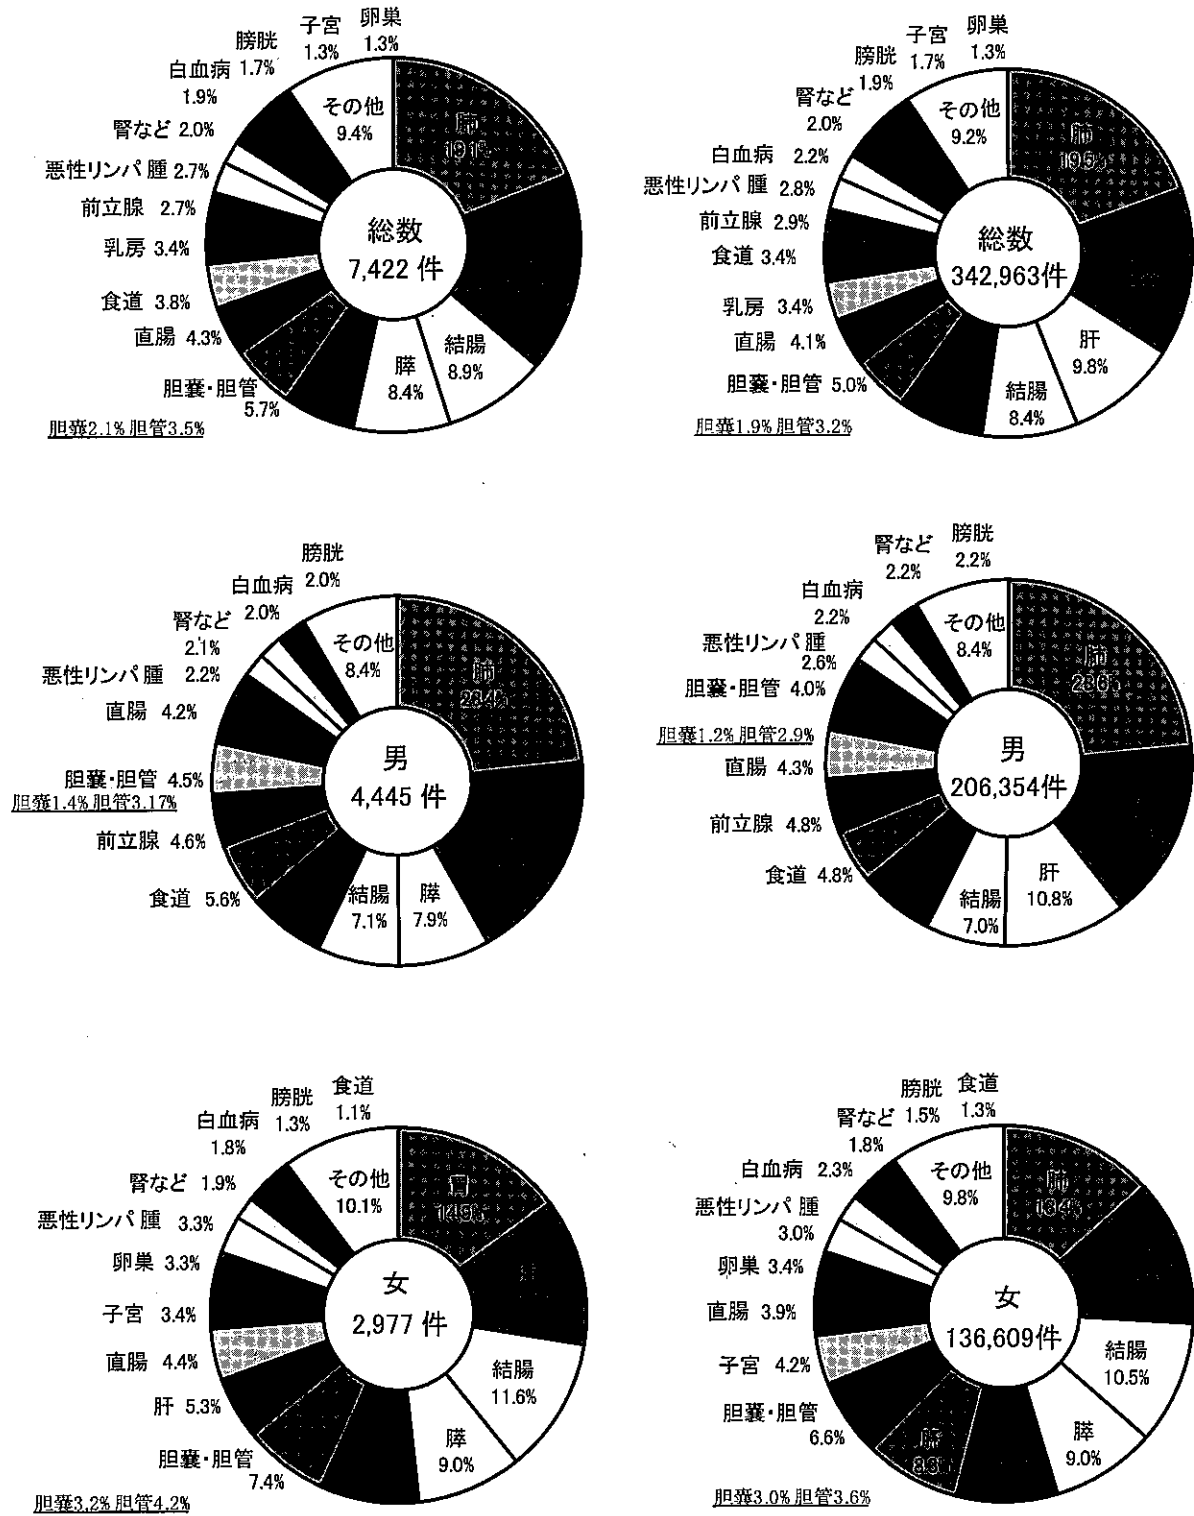 子宮 卵巣
膀胱 1.3% 1.3%
白血病 1.7%
1.9%
その他
9.4%
肺
19.1%
腎など 2.0%
悪性リンパ腫 2.7%
前立腺 2.7%
乳房 3.4%
食道 3.8%
直腸 4.3%
胆嚢・胆管
5.7%
胆嚢2.1% 胆管3.5%
総数
7,422 件
結腸
8.9%
膵
8.4%
子宮 卵巣
膀胱 1.7% 1.3%
1.9%
腎など
2.0%
その他
9.2%
肺
19.5%
白血病 2.2%
悪性リンパ腫 2.8%
前立腺 2.9%
食道 3.4%
乳房 3.4%
直腸 4.1%
胆嚢・胆管 5.0%
胆嚢1.9% 胆管3.2%
総数
342,963件
肝
9.8%
結腸
8.4%
膀胱
2.0%
白血病
2.0%
腎など
2.1%
その他
8.4%
肺
23.4%
悪性リンパ腫 2.2%
直腸 4.2%
胆嚢・胆管 4.5%
胆嚢1.4% 胆管3.17%
前立腺 4.6%
食道 5.6%
男
4,445 件
結腸
7.1%
膵
7.9%
腎など
2.2%
膀胱
2.2%
白血病
2.2%
その他
8.4%
肺
23.6%
悪性リンパ腫
2.6%
胆嚢・胆管 4.0%
胆嚢1.2% 胆管2.9%
直腸 4.3%
前立腺 4.8%
食道 4.8%
男
206,354件
結腸
7.0%
肝
10.8%
食道
1.1%
膀胱
1.3%
白血病
1.8%
その他
10.1%
胃
14.9%
腎など 1.9%
悪性リンパ腫 3.3%
卵巣 3.3%
子宮 3.4%
直腸 4.4%
肝 5.3%
胆嚢・胆管
7.4%
胆嚢3.2% 胆管4.2%
女
2,977 件
結腸
11.6%
膵
9.0%
食道
1.3%
膀胱
1.5%
腎など
1.8%
その他
9.8%
肺
13.4%
白血病 2.3%
悪性リンパ腫
3.0%
卵巣 3.4%
直腸 3.9%
子宮 4.2%
胆嚢・胆管
6.6%
胆嚢3.0% 胆管3.6%
女
136,609件
結腸
10.5%
膵
9.0%
肝
8.3%